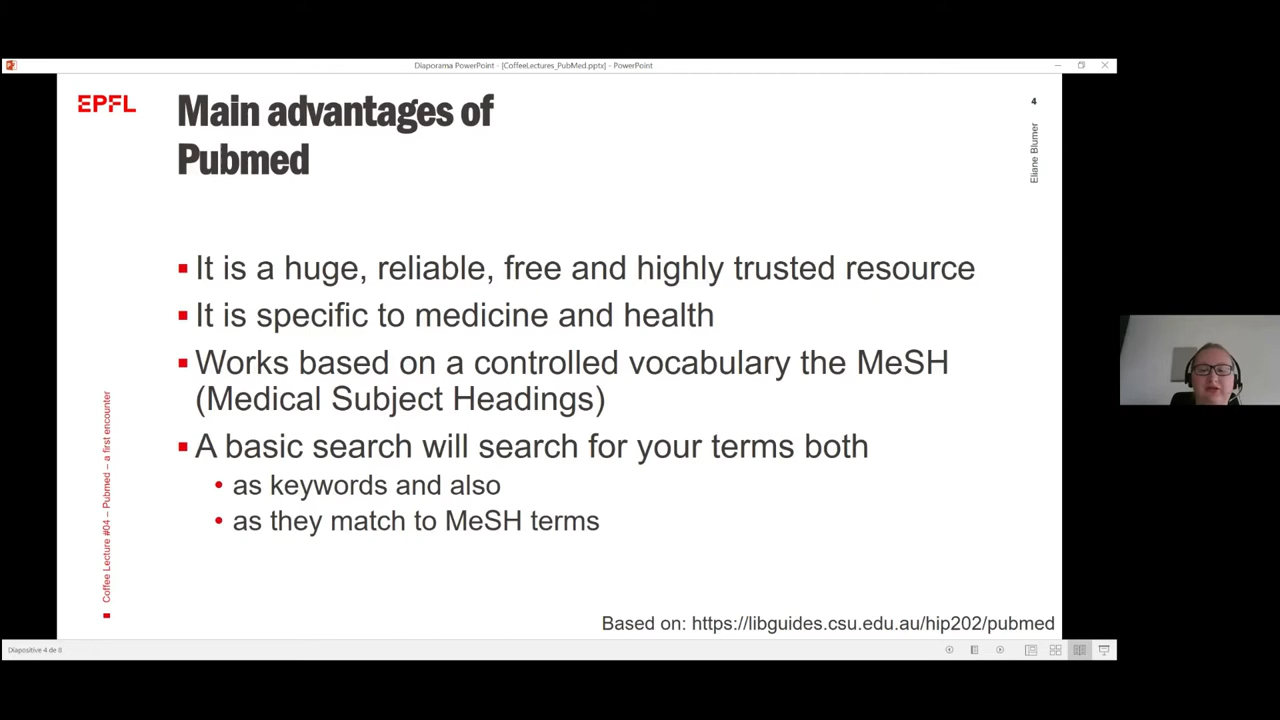 Diaporama PowerPoint - [CoffeeLectures_PubMed.pptx] - PowerPoint
EPFL
Main advantages of
Pubmed
4
Eliane Blumer
▪ It is a huge, reliable, free and highly trusted resource
▪ It is specific to medicine and health
▪ Works based on a controlled vocabulary the MeSH
(Medical Subject Headings)
▪ A basic search will search for your terms both
• as keywords and also
• as they match to MeSH terms
Coffee Lecture #04 – Pubmed – a first encounter
Based on: https://libguides.csu.edu.au/hip202/pubmed
Diapositive 4 de 8